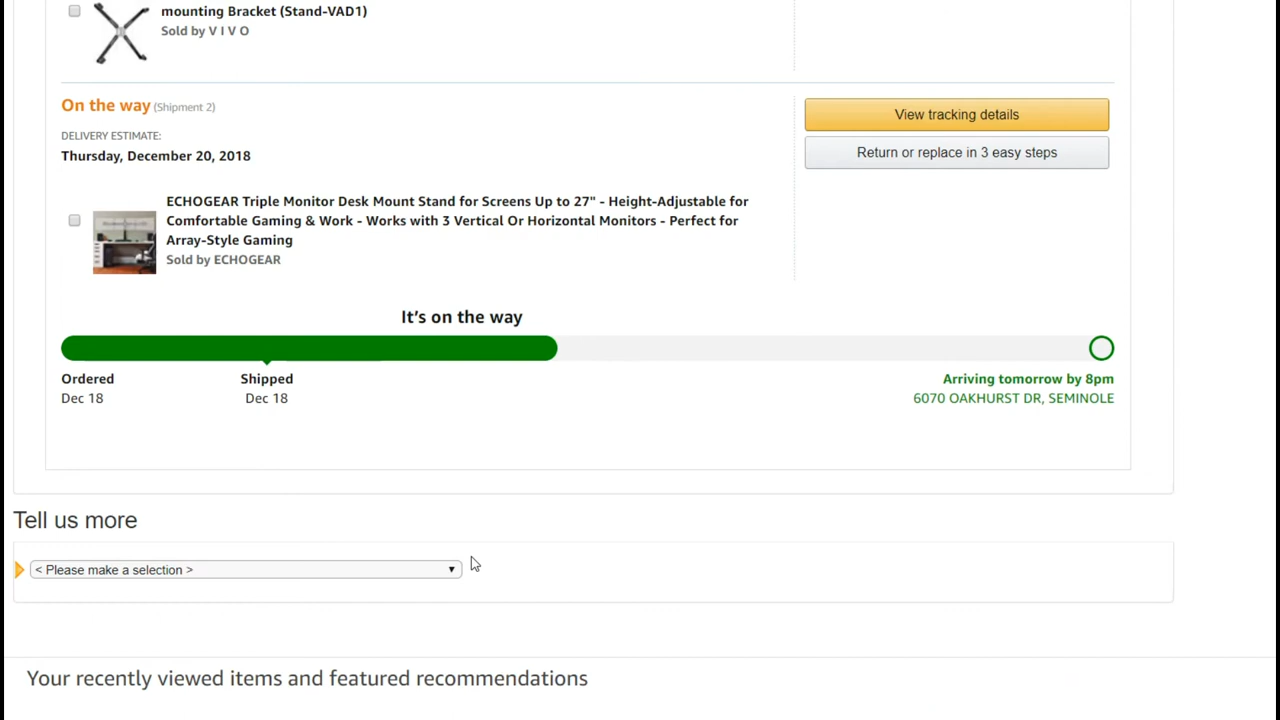 mounting Bracket (Stand-VAD1)
Sold by V I V O
On the way (Shipment 2)
View tracking details
DELIVERY ESTIMATE:
Return or replace in 3 easy steps
Thursday, December 20, 2018
ECHOGEAR Triple Monitor Desk Mount Stand for Screens Up to 27" - Height-Adjustable for
Comfortable Gaming & Work - Works with 3 Vertical Or Horizontal Monitors - Perfect for
Array-Style Gaming
Sold by ECHOGEAR
It's on the way
Ordered
Shipped
Arriving tomorrow by 8pm
Dec 18
Dec 18
6070 OAKHURST DR, SEMINOLE
Tell us more
< Please make a selection >
Your recently viewed items and featured recommendations